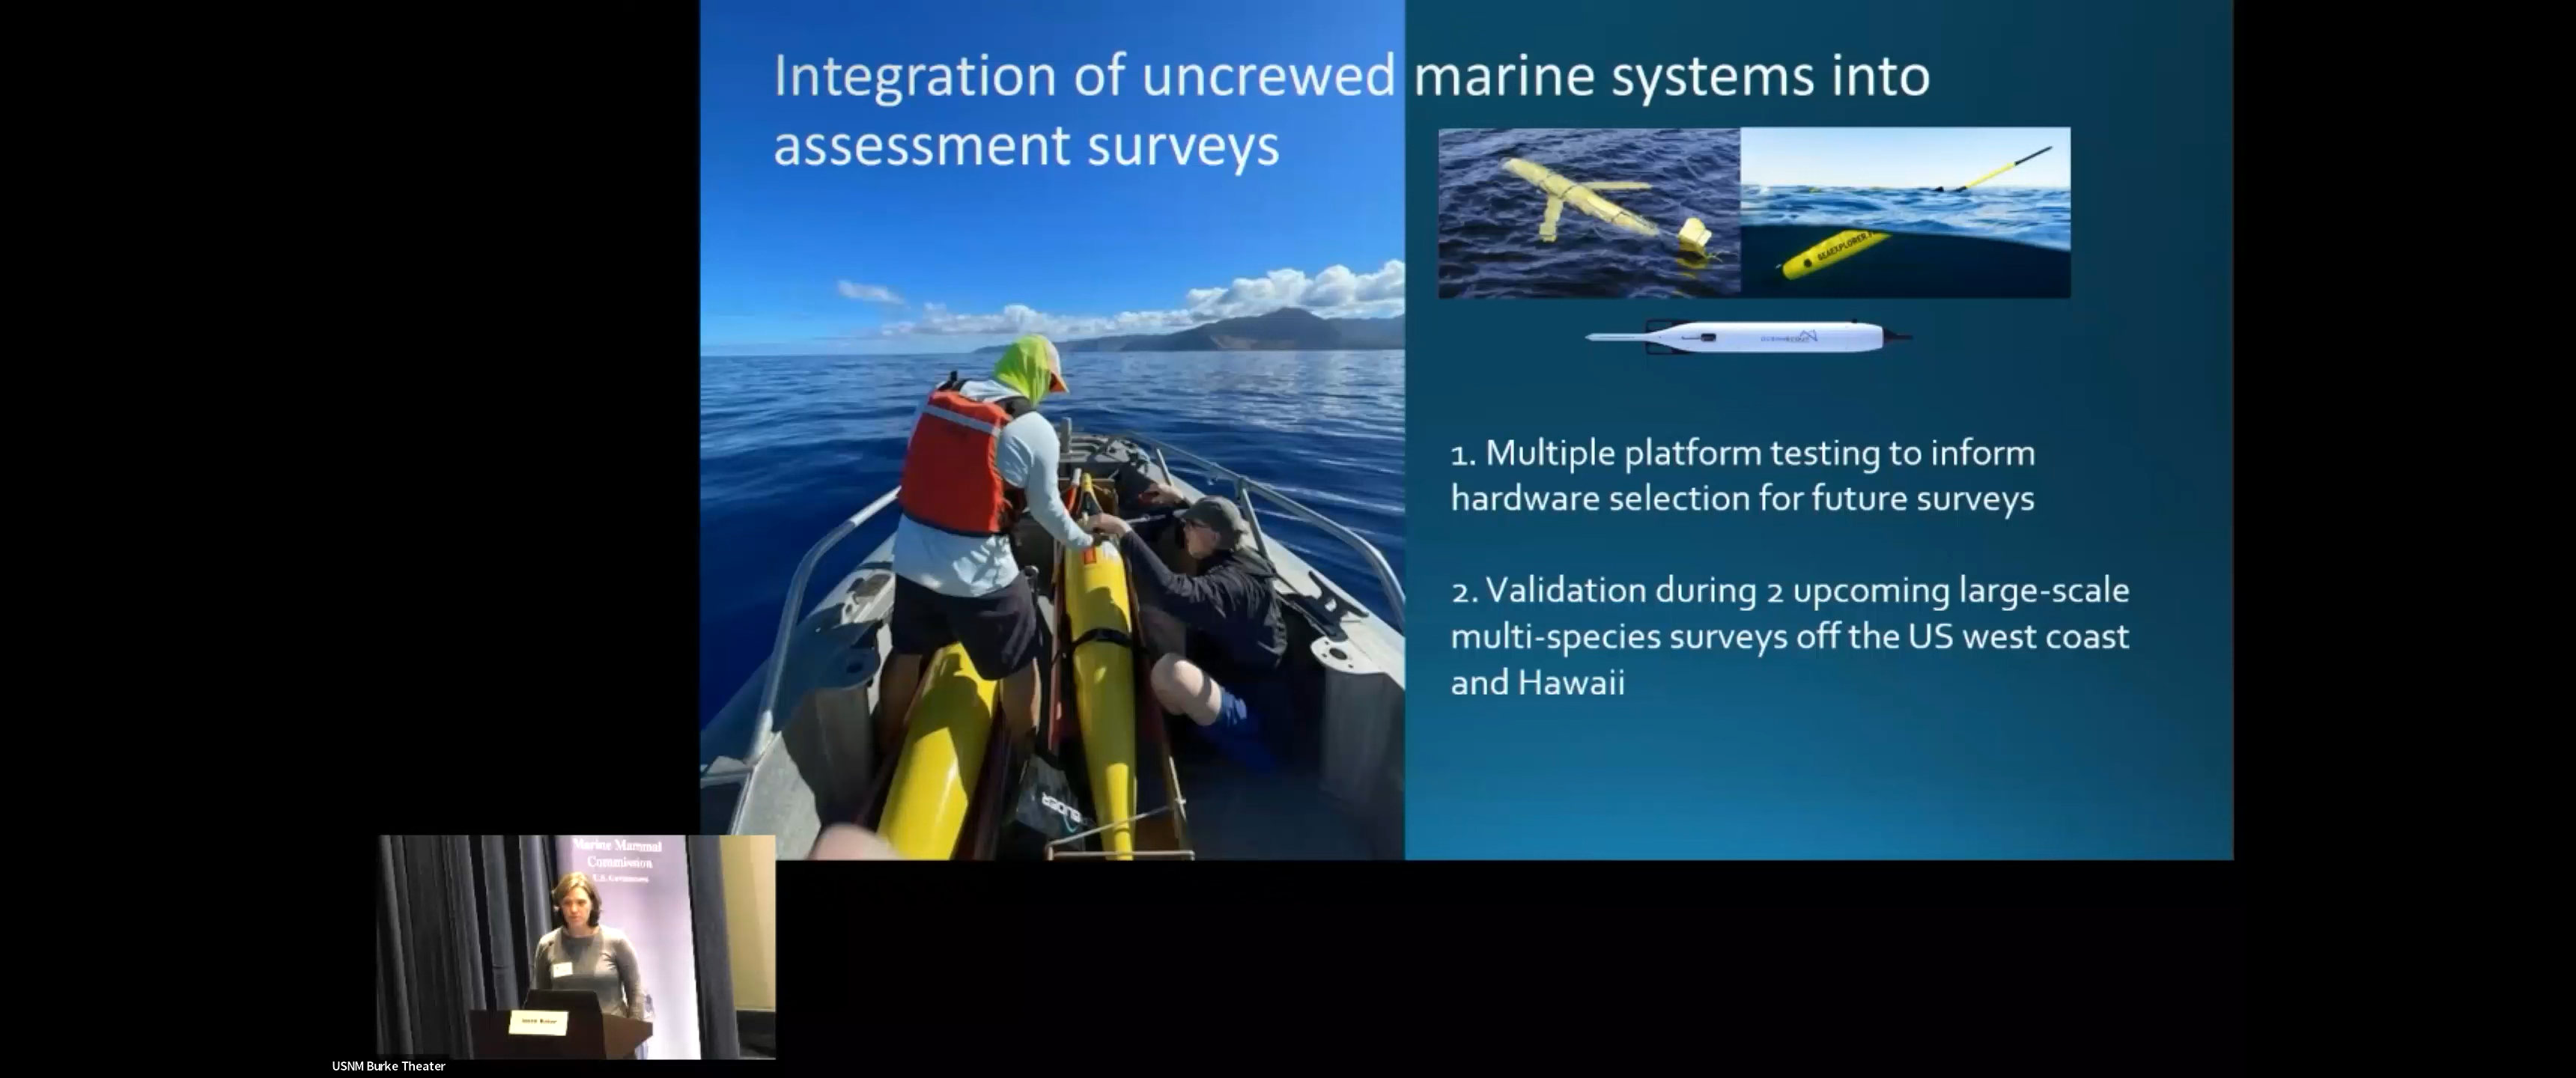 Integration of uncrewed marine systems into
assessment surveys
SEAEXPLORER
1. Multiple platform testing to inform
hardware selection for future surveys
2. Validation during 2 upcoming large-scale
multi-species surveys off the US west coast
and Hawaii
Marine Mammal
Commission
U.S. Government
USNM Burke Theater